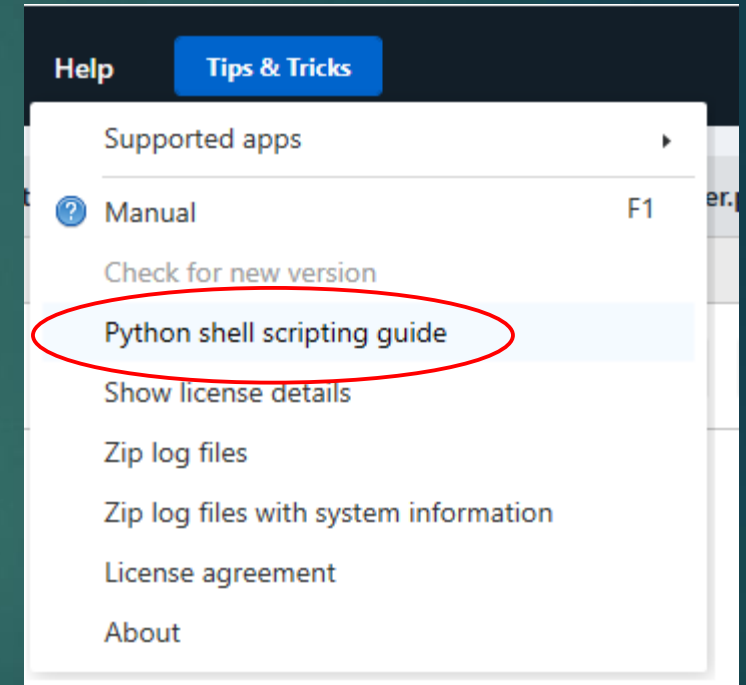 Help Tips & Tricks
Supported apps
Manual F1
er.p
Check for new version
Python shell scripting guide
Show license details
Zip log files
Zip log files with system information
License agreement
About